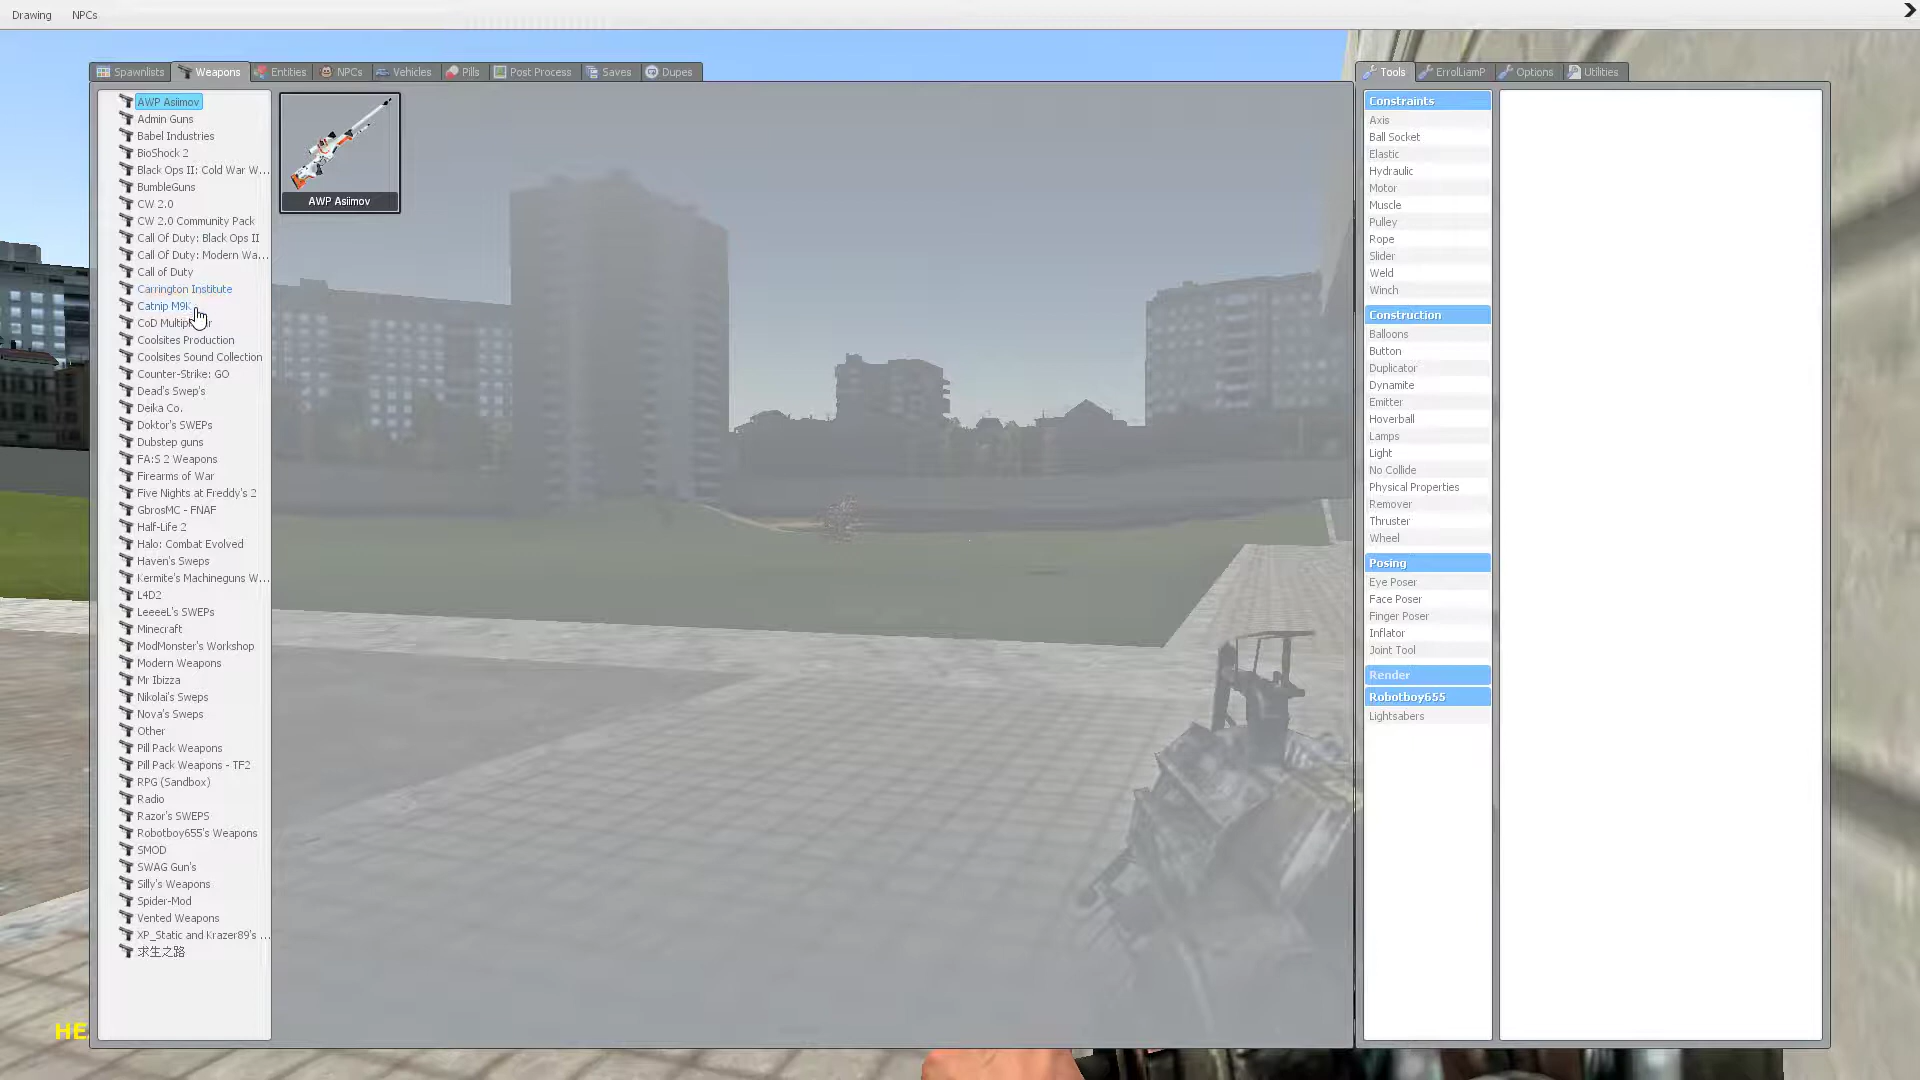 Drawing
NPCs
Spawnlists
Weapons
Entities
NPCs
Vehicles
Pills
Post Process
Saves
Dupes
AWP Asiimov
Admin Guns
Babel Industries
BioShock 2
Black Ops II: Cold War W...
BumbleGuns
CW 2.0
CW 2.0 Community Pack
Call Of Duty: Black Ops II
Call Of Duty: Modern Wa...
Call of Duty
Carrington Institute
Catnip M9K
CoD
Coolsites Production
Coolsites Sound Collection
Counter-Strike: GO
Dead's Swep's
Deika Co.
Doktor's SWEPs
Dubstep guns
FA:S 2 Weapons
Firearms of War
Five Nights at Freddy's 2
GbrosMC - FNAF
Half-Life 2
Halo: Combat Evolved
Haven's Sweps
Kermite's Machineguns W...
L4D2
LeeeeL's SWEPs
Minecraft
ModMonster's Workshop
Modern Weapons
Mr Ibizza
Nikolai's Sweps
Nova's Sweps
Other
Pill Pack Weapons
Pill Pack Weapons - TF2
RPG (Sandbox)
Radio
Razor's SWEPS
Robotboy655's Weapons
SMOD
SWAG Gun's
Silly's Weapons
Spider-Mod
Vented Weapons
XP_Static and Krazer89's ...
求生之路
AWP Asiimov
Tools
ErrolLiamP
Options
Utilities
Constraints
Axis
Ball Socket
Elastic
Hydraulic
Motor
Muscle
Pulley
Rope
Slider
Weld
Winch
Construction
Balloons
Button
Duplicator
Dynamite
Emitter
Hoverball
Lamps
Light
No Collide
Physical Properties
Remover
Thruster
Wheel
Posing
Eye Poser
Face Poser
Finger Poser
Inflator
Joint Tool
Render
Robotboy655
Lightsabers